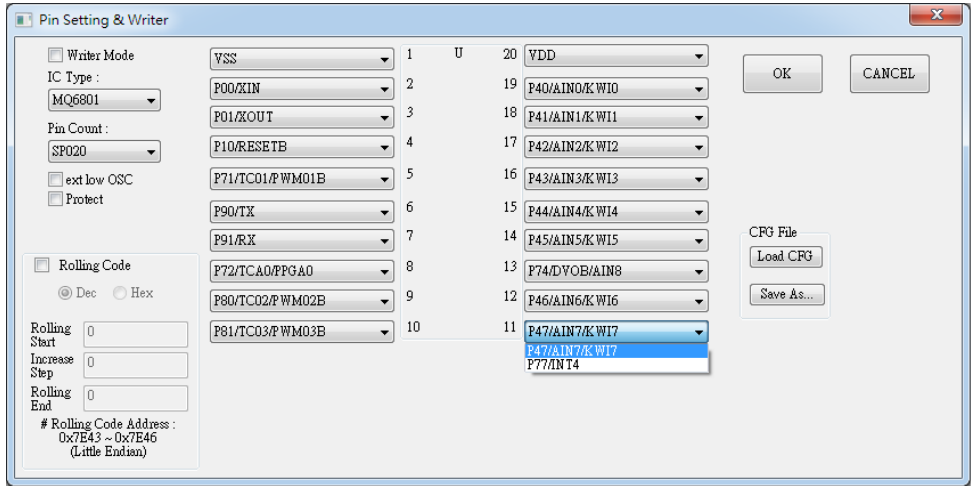 Pin Setting & Writer
Writer Mode
IC Type :
MQ6801
Pin Count :
SP020
ext low OSC
Protect
Rolling Code
Dec Hex
Rolling Start 0
Increase Step 0
Rolling End 0
# Rolling Code Address :
0x7E43 ~ 0x7E46
(Little Endian)
VSS 1 U 20 VDD
P00/XIN 2 19 P40/AIN0/KWI0
P01/XOUT 3 18 P41/AIN1/KWI1
P10/RESETB 4 17 P42/AIN2/KWI2
P71/TC01/PWM01B 5 16 P43/AIN3/KWI3
P90/TX 6 15 P44/AIN4/KWI4
P91/RX 7 14 P45/AIN5/KWI5
P72/TCA0/PPGA0 8 13 P74/DVOB/AIN8
P80/TC02/PWM02B 9 12 P46/AIN6/KWI6
P81/TC03/PWM03B 10 11 P47/AIN7/KWI7
P47/AIN7/KWI7
P77/INT4
OK CANCEL
CFG File
Load CFG
Save As...